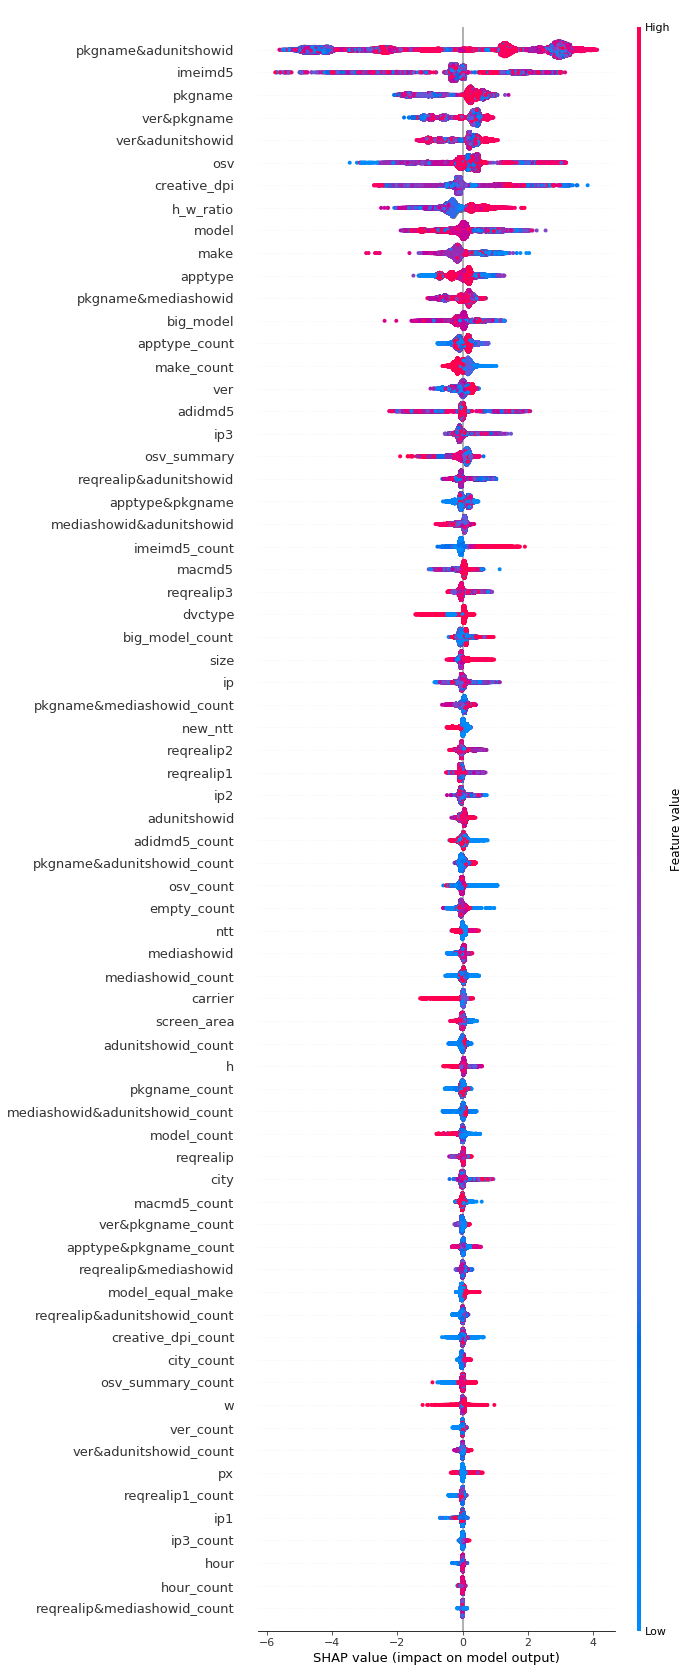 High
pkgname&adunitshowid
imeimd5
pkgname
ver&pkgname
ver&adunitshowid
osv
creative_dpi
h_w_ratio
model
make
apptype
pkgname&mediashowid
big_model
apptype_count
make_count
ver
adidmd5
ip3
osv_summary
reqrealip&adunitshowid
apptype&pkgname
mediashowid&adunitshowid
imeimd5_count
macmd5
reqrealip3
dvctype
big_model_count
size
ip
pkgname&mediashowid_count
new_ntt
reqrealip2
reqrealip1
ip2
adunitshowid
adidmd5_count
pkgname&adunitshowid_count
osv_count
empty_count
ntt
mediashowid
mediashowid_count
carrier
screen_area
adunitshowid_count
h
pkgname_count
mediashowid&adunitshowid_count
model_count
reqrealip
city
macmd5_count
ver&pkgname_count
apptype&pkgname_count
reqrealip&mediashowid
model_equal_make
reqrealip&adunitshowid_count
creative_dpi_count
city_count
osv_summary_count
w
ver_count
ver&adunitshowid_count
px
reqrealip1_count
ip1
ip3_count
hour
hour_count
reqrealip&mediashowid_count
Feature value
Low
−6 −4 −2 0 2 4
SHAP value (impact on model output)